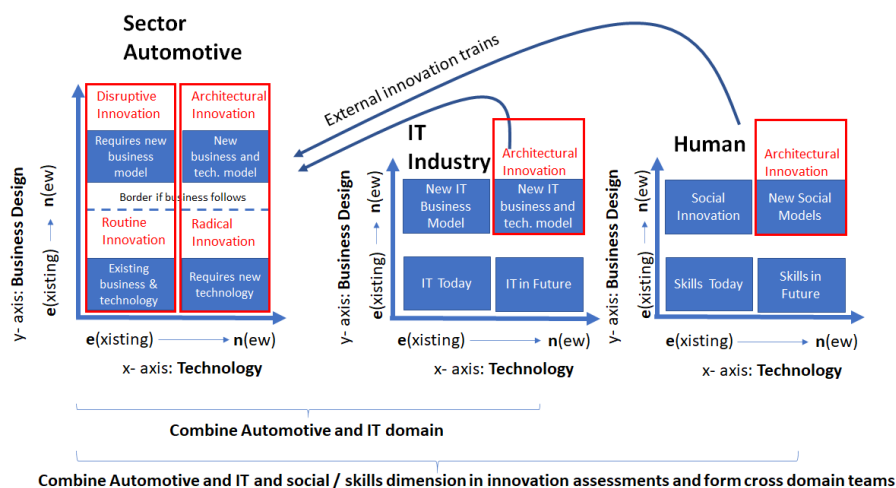 Sector
Automotive
Disruptive
Innovation
Architectural
Innovation
Requires new
business
model
New
business and
tech. model
Border if business follows
Routine
Innovation
Radical
Innovation
Existing
business &
technology
Requires new
technology
y- axis: Business Design
e(xisting)
n(ew)
e(xisting)
n(ew)
x- axis: Technology
External innovation trains
IT
Industry
Architectural
Innovation
New IT
Business
Model
New IT
business and
tech. model
IT Today
IT in Future
y- axis: Business Design
e(xisting)
n(ew)
e(xisting)
n(ew)
x- axis: Technology
Human
Architectural
Innovation
Social
Innovation
New Social
Models
Skills Today
Skills in
Future
y- axis: Business Design
e(xisting)
n(ew)
e(xisting)
n(ew)
x- axis: Technology
Combine Automotive and IT domain
Combine Automotive and IT and social / skills dimension in innovation assessments and form cross domain teams